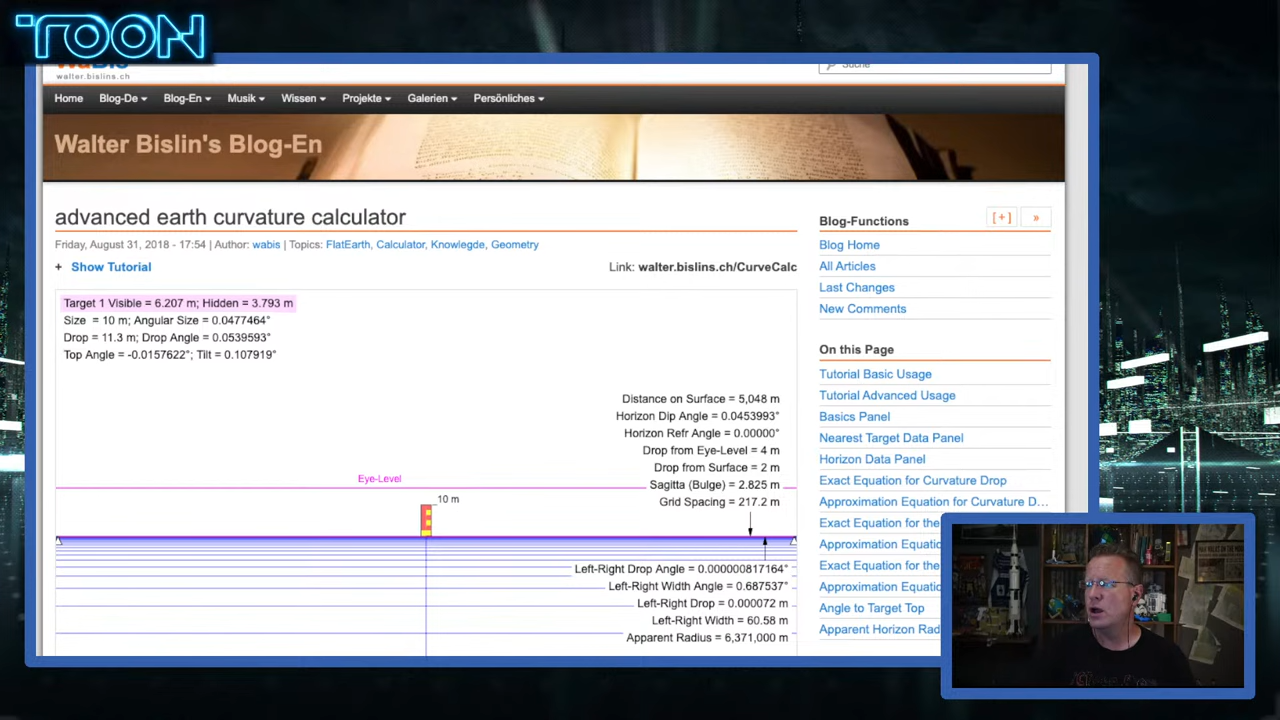 TOON
walter.bislins.ch
Suche
Home Blog-De Blog-En Musik Wissen Projekte Galerien Persönliches
Walter Bislin's Blog-En
advanced earth curvature calculator
Friday, August 31, 2018 - 17:54 | Author: wabis | Topics: FlatEarth, Calculator, Knowlegde, Geometry
+ Show Tutorial
Link: walter.bislins.ch/CurveCalc
Target 1 Visible = 6.207 m; Hidden = 3.793 m
Size = 10 m; Angular Size = 0.0477464°
Drop = 11.3 m; Drop Angle = 0.0539593°
Top Angle = -0.0157622°; Tilt = 0.107919°
Distance on Surface = 5,048 m
Horizon Dip Angle = 0.0453993°
Horizon Refr Angle = 0.00000°
Drop from Eye-Level = 4 m
Drop from Surface = 2 m
Sagitta (Bulge) = 2.825 m
Grid Spacing = 217.2 m
Eye-Level
10 m
Left-Right Drop Angle = 0.000000817164°
Left-Right Width Angle = 0.687537°
Left-Right Drop = 0.000072 m
Left-Right Width = 60.58 m
Apparent Radius = 6,371,000 m
Blog-Functions
[+] »
Blog Home
All Articles
Last Changes
New Comments
On this Page
Tutorial Basic Usage
Tutorial Advanced Usage
Basics Panel
Nearest Target Data Panel
Horizon Data Panel
Exact Equation for Curvature Drop
Approximation Equation for Curvature D...
Exact Equation for the
Approximation Equatio
Exact Equation for the
Approximation Equatio
Angle to Target Top
Apparent Horizon Rad